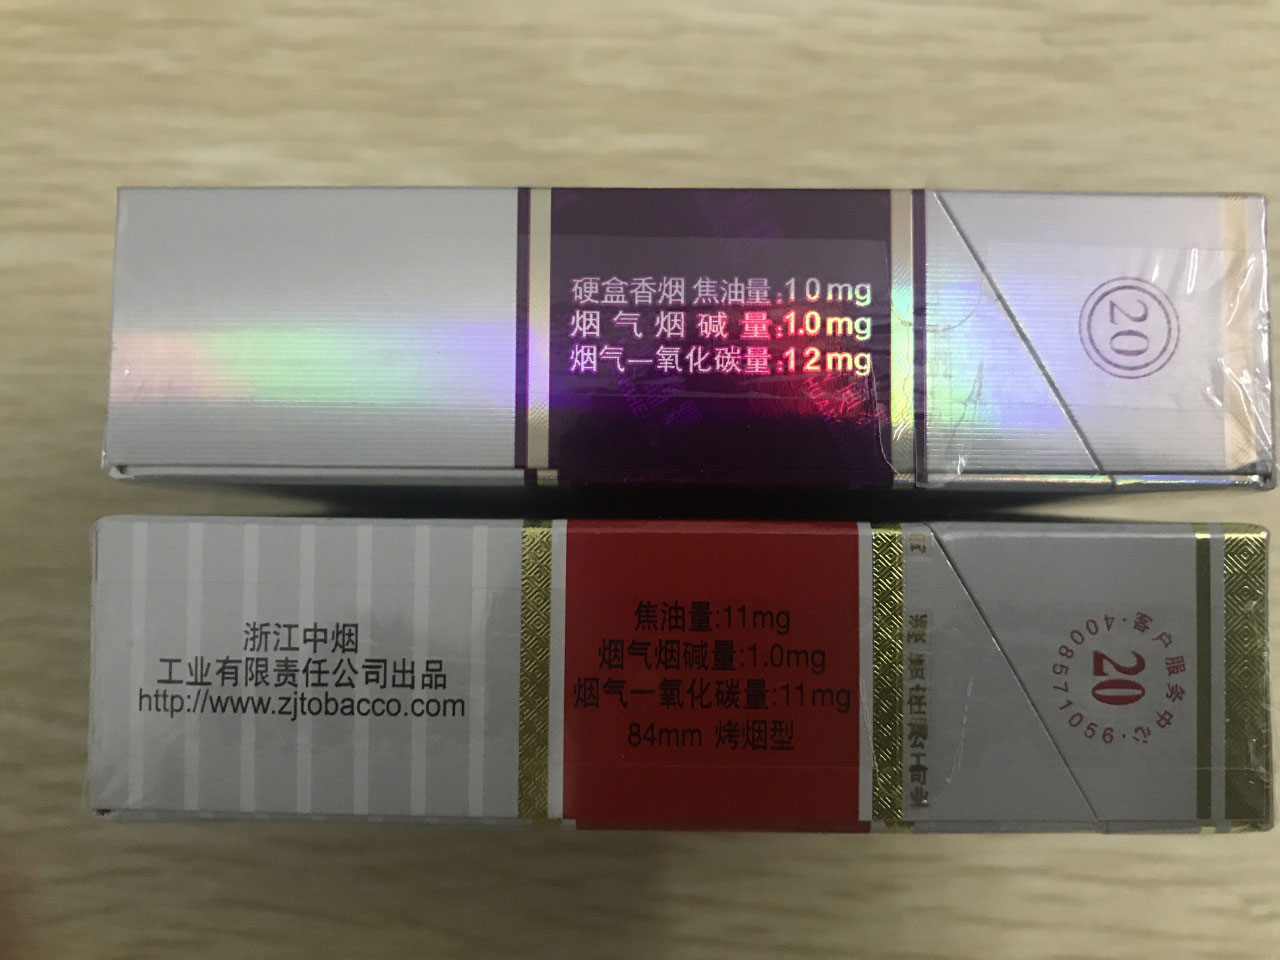 硬盒香烟 焦油量:10mg
烟气烟碱量:1.0mg
烟气一氧化碳量:12mg
20
浙江中烟
工业有限责任公司出品
http://www.zjtobacco.com
焦油量:11mg
烟气烟碱量:1.0mg
烟气一氧化碳量:11mg
84mm 烤烟型
客户服务中心·4008571056·
20